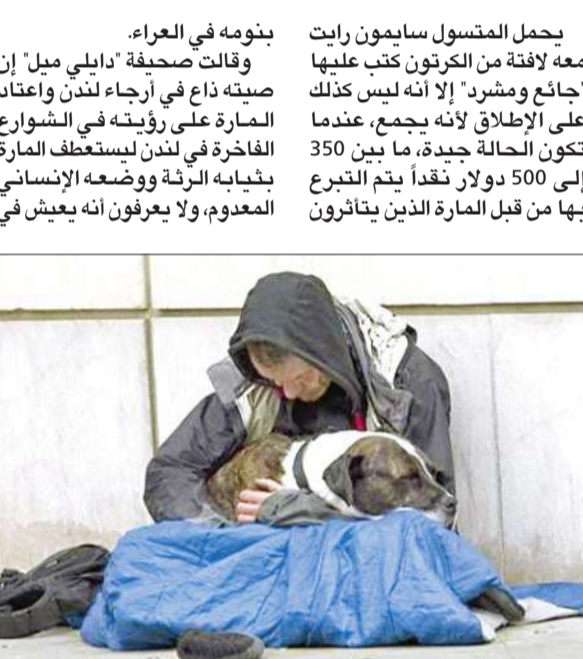 يحمل المتسول سايمون رايت
معه لافتة من الكرتون كتب عليها
"جائع ومشرد" إلا أنه ليس كذلك
على الإطلاق لأنه يجمع، عندما
تكون الحالة جيدة، ما بين 350
إلى 500 دولار نقداً يتم التبرع
بها من قبل المارة الذين يتأثرون
بنومه في العراء.
وقالت صحيفة "دايلي ميل" إن
صيته ذاع في أرجاء لندن واعتاد
المارة على رؤيته في الشوارع
الفاخرة في لندن ليستعطف المارة
بثيابه الرثة ووضعه الإنساني
المعدوم، ولا يعرفون أنه يعيش في